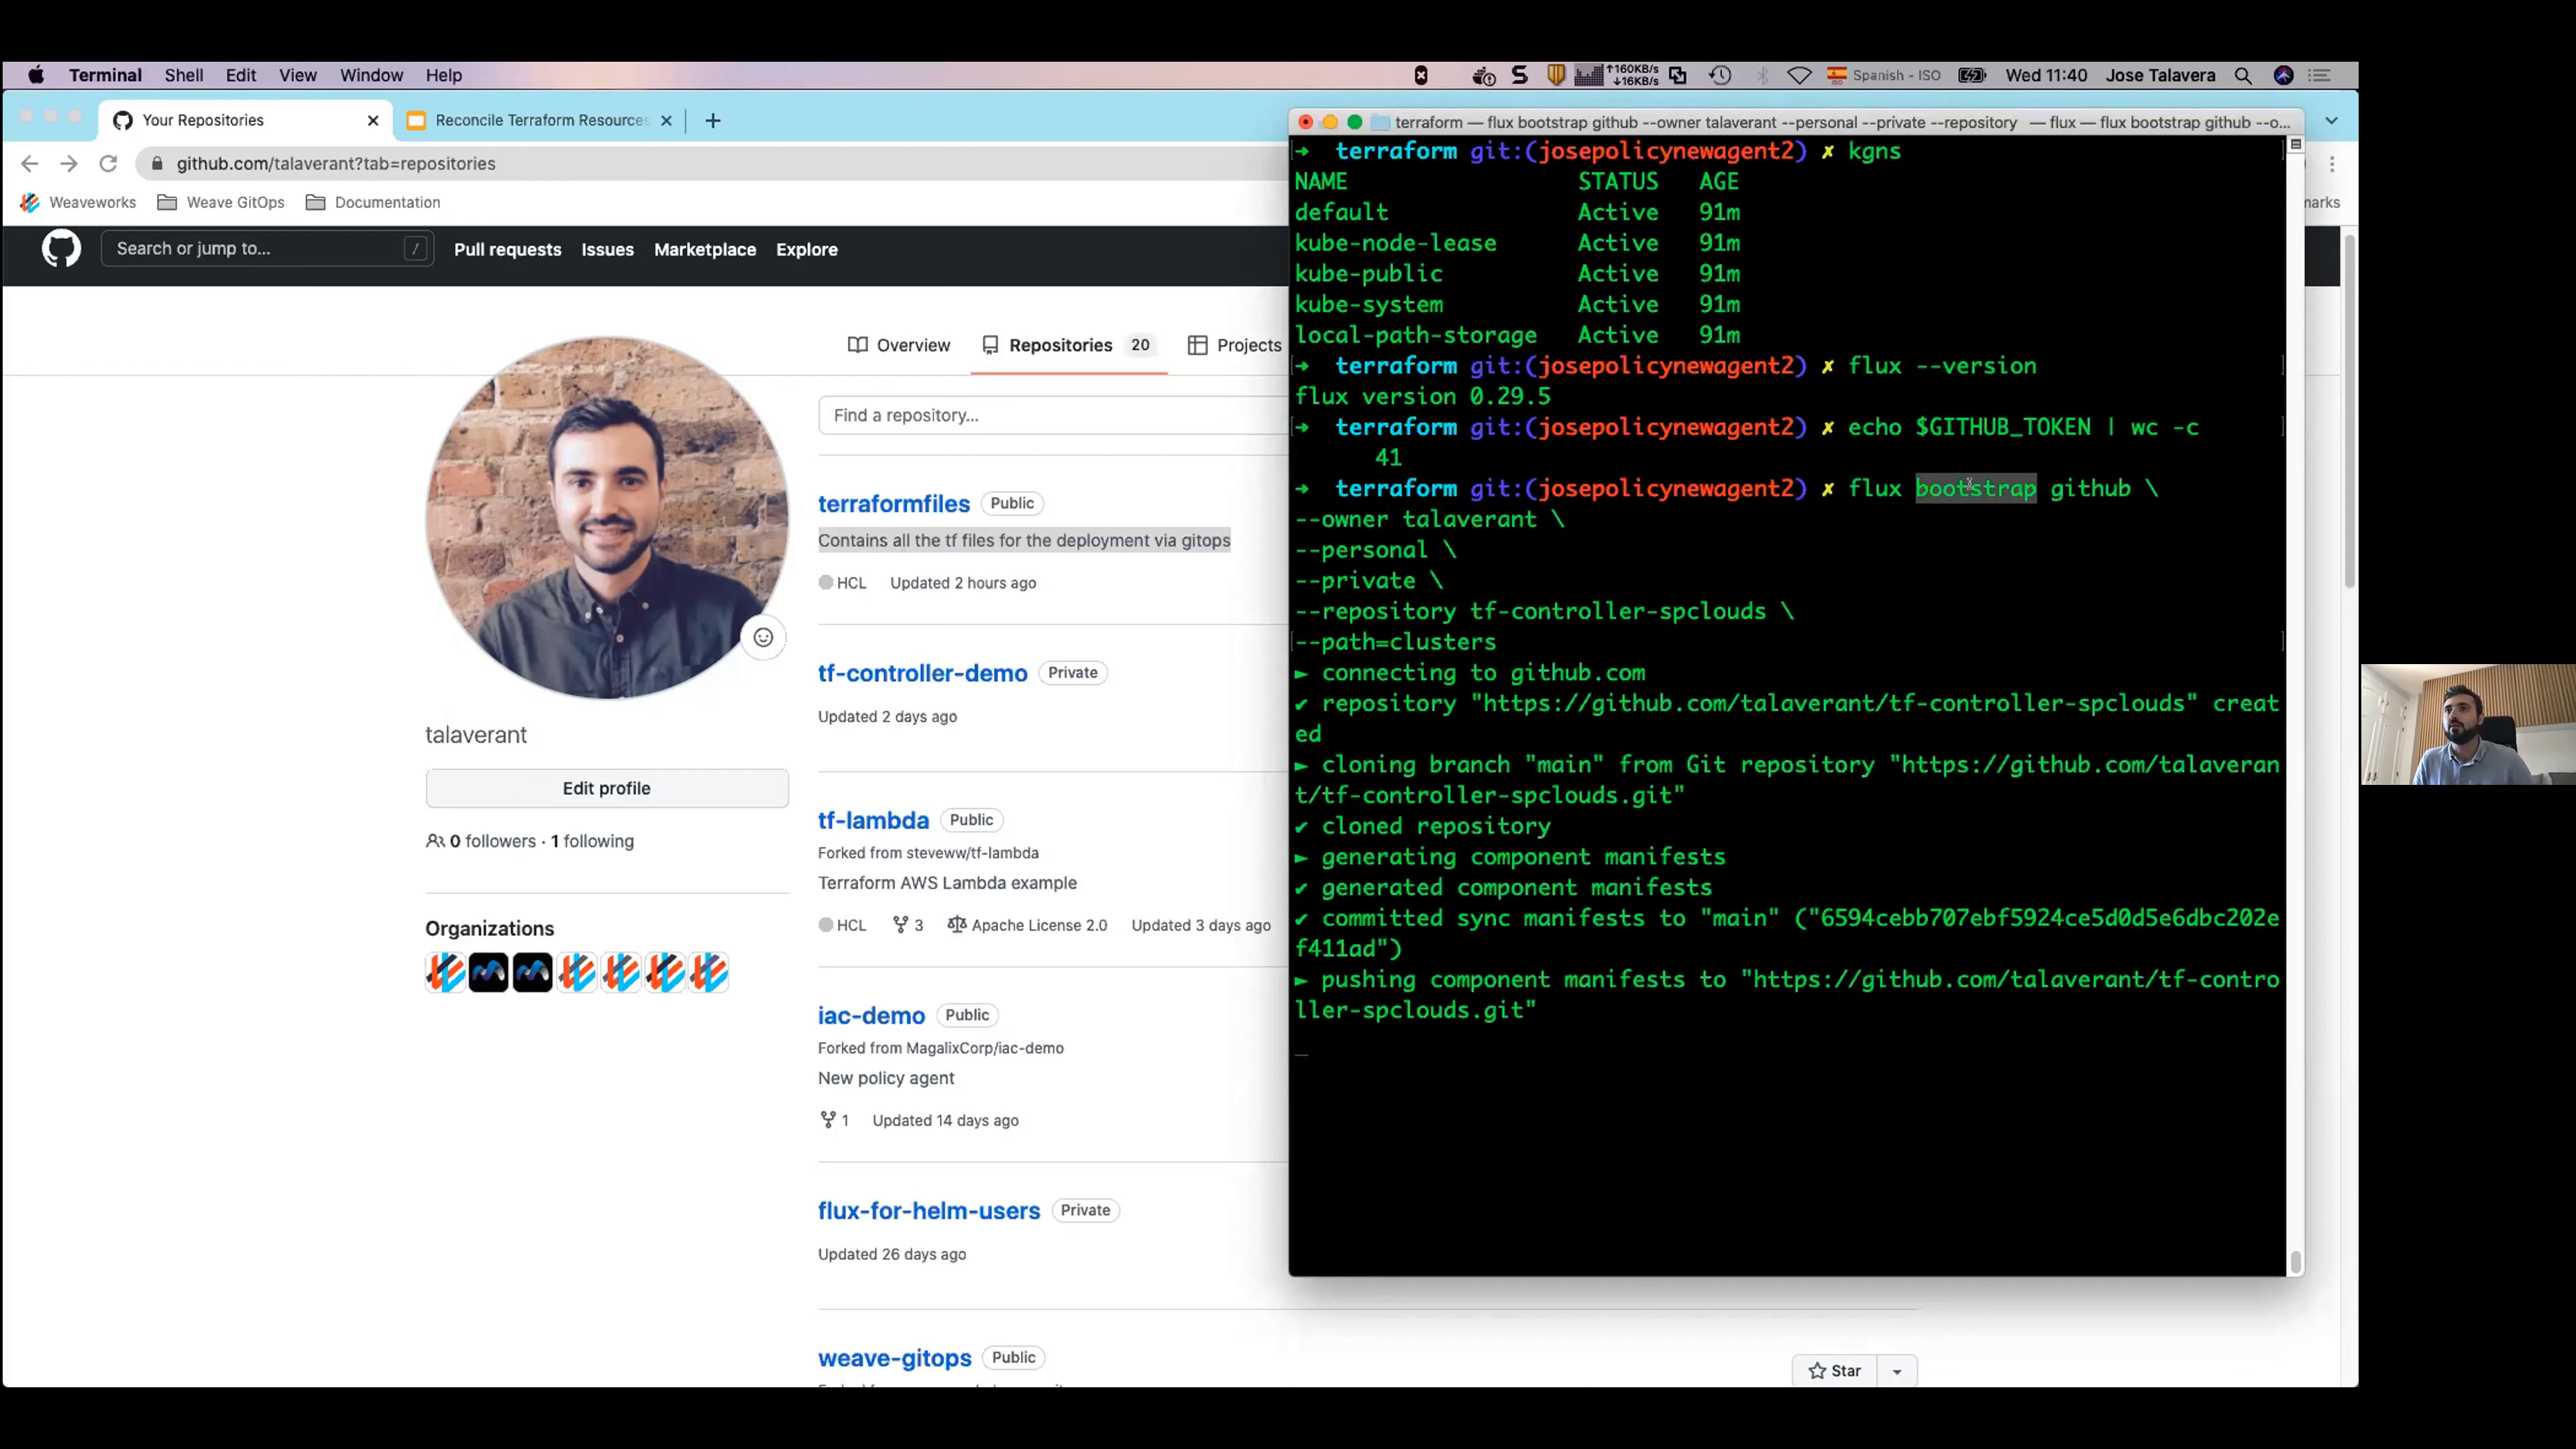 Terminal Shell Edit View Window Help
↑160KB/s
↓16KB/s
Spanish - ISO
Wed 11:40 Jose Talavera
Your Repositories
Reconcile Terraform Resources
github.com/talaverant?tab=repositories
Weaveworks Weave GitOps Documentation
Search or jump to... /
Pull requests Issues Marketplace Explore
Overview Repositories 20 Projects
Find a repository...
terraformfiles Public
Contains all the tf files for the deployment via gitops
HCL Updated 2 hours ago
tf-controller-demo Private
Updated 2 days ago
tf-lambda Public
Forked from steveww/tf-lambda
Terraform AWS Lambda example
HCL 3 Apache License 2.0 Updated 3 days ago
iac-demo Public
Forked from MagalixCorp/iac-demo
New policy agent
1 Updated 14 days ago
flux-for-helm-users Private
Updated 26 days ago
weave-gitops Public
Star
talaverant
Edit profile
0 followers · 1 following
Organizations
terraform — flux bootstrap github --owner talaverant --personal --private --repository — flux — flux bootstrap github --o...
➜ terraform git:(josepolicynewagent2) ✗ kgns
NAME STATUS AGE
default Active 91m
kube-node-lease Active 91m
kube-public Active 91m
kube-system Active 91m
local-path-storage Active 91m
➜ terraform git:(josepolicynewagent2) ✗ flux --version
flux version 0.29.5
➜ terraform git:(josepolicynewagent2) ✗ echo $GITHUB_TOKEN | wc -c
41
➜ terraform git:(josepolicynewagent2) ✗ flux bootstrap github \
--owner talaverant \
--personal \
--private \
--repository tf-controller-spclouds \
--path=clusters
► connecting to github.com
✔ repository "https://github.com/talaverant/tf-controller-spclouds" creat
ed
► cloning branch "main" from Git repository "https://github.com/talaveran
t/tf-controller-spclouds.git"
✔ cloned repository
► generating component manifests
✔ generated component manifests
✔ committed sync manifests to "main" ("6594cebb707ebf5924ce5d0d5e6dbc202e
f411ad")
► pushing component manifests to "https://github.com/talaverant/tf-contro
ller-spclouds.git"